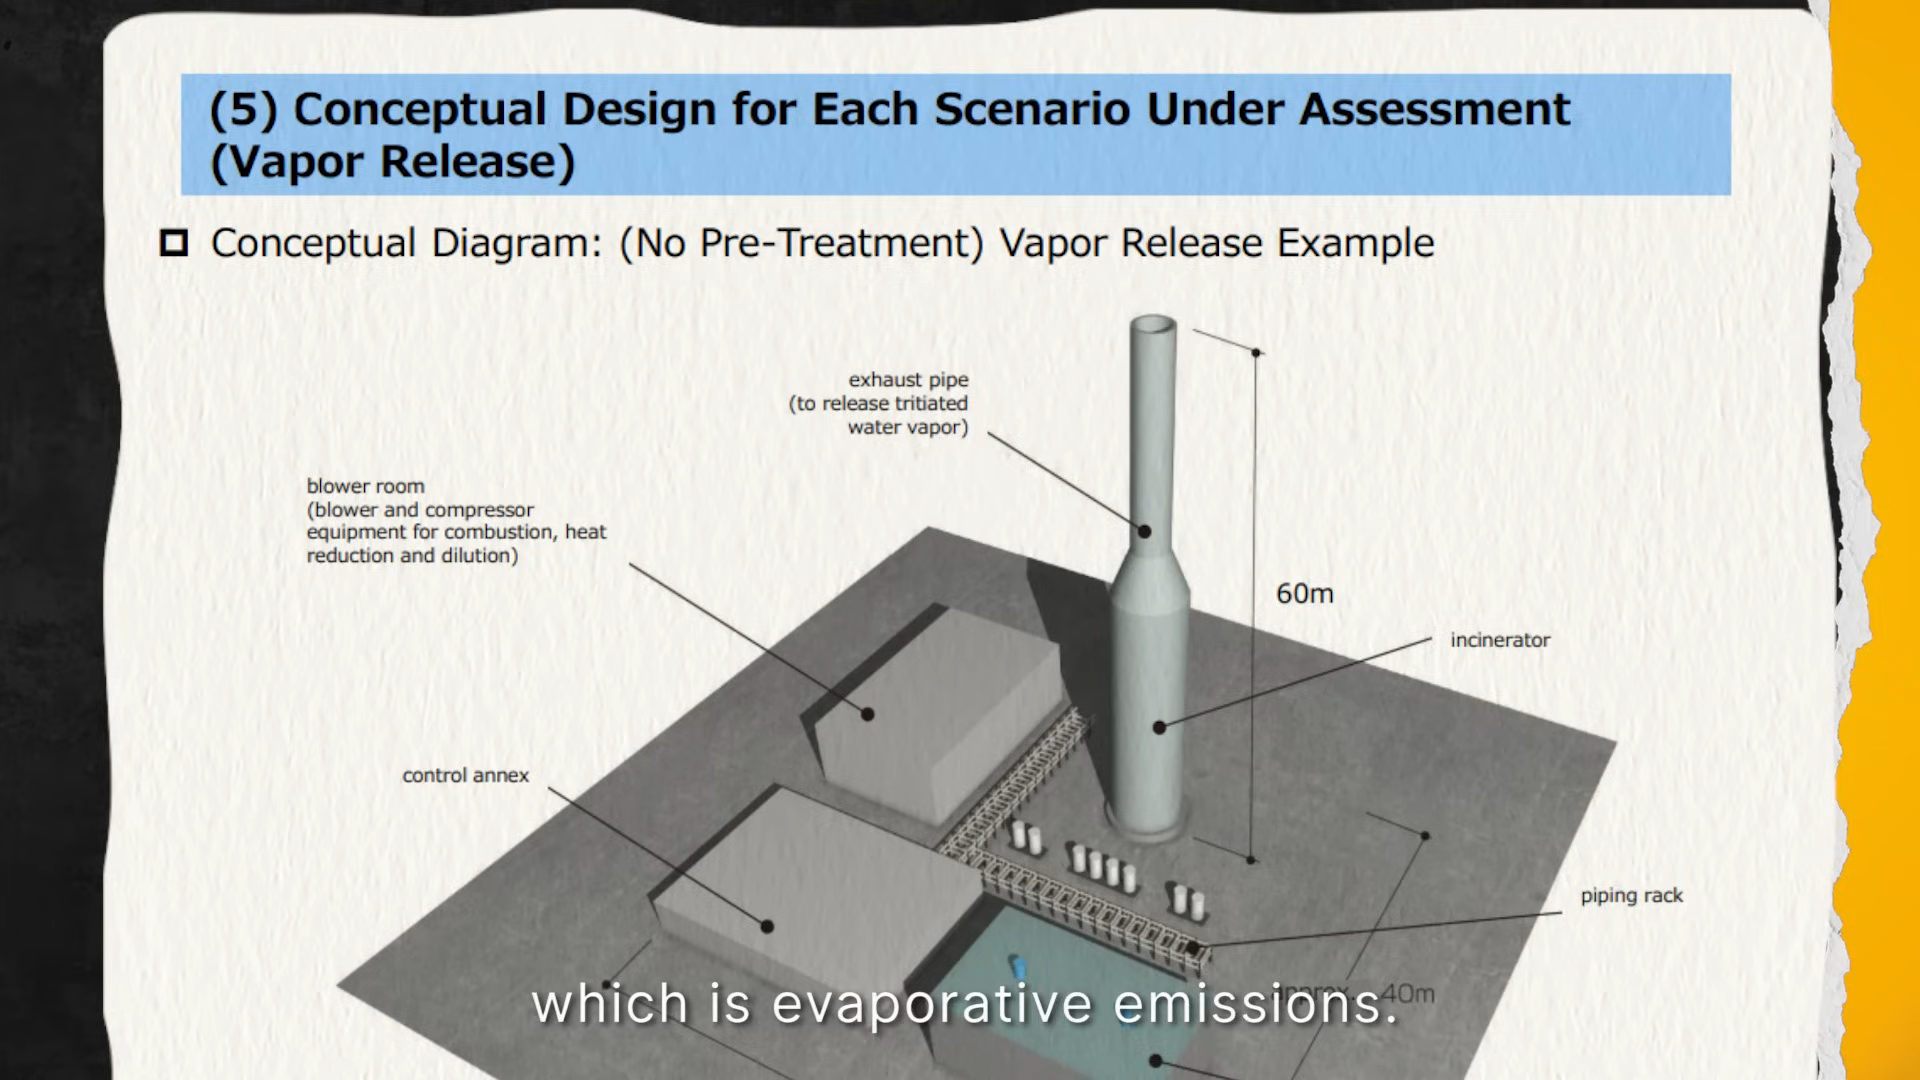 (5) Conceptual Design for Each Scenario Under Assessment
(Vapor Release)
Conceptual Diagram: (No Pre-Treatment) Vapor Release Example
exhaust pipe
(to release tritiated
water vapor)
blower room
(blower and compressor
equipment for combustion, heat
reduction and dilution)
60m
incinerator
control annex
piping rack
approx. 40m
which is evaporative emissions.